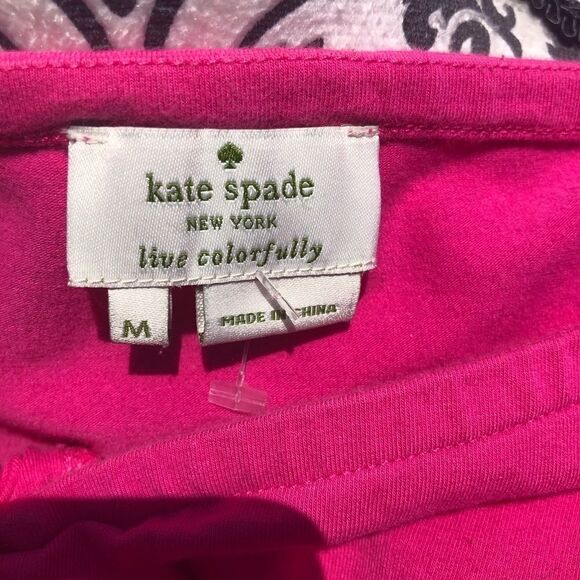 kate spade
NEW YORK
live colorfully
M
MADE IN CHINA